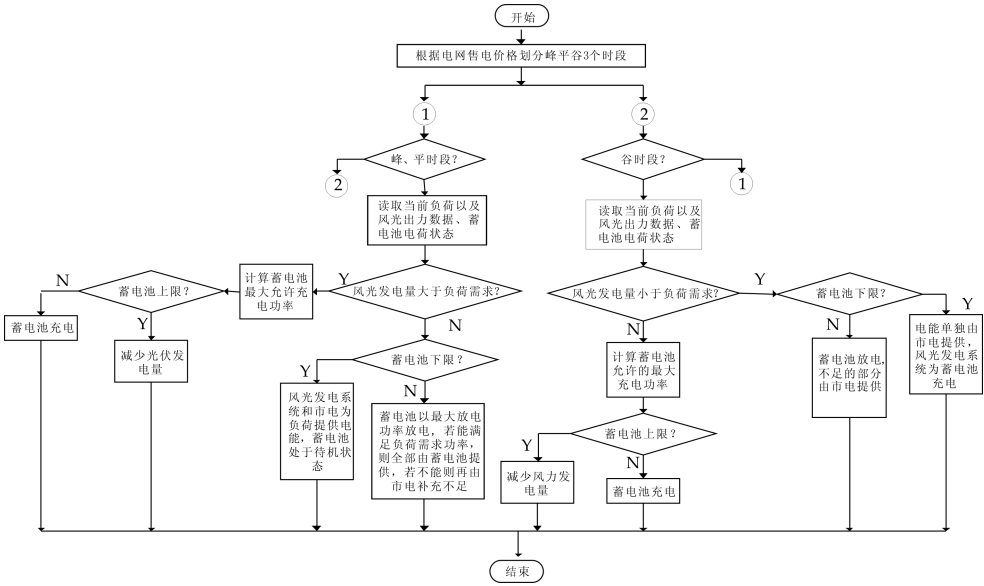 开始
根据电网售电价格划分峰平谷3个时段
1
2
峰、平时段？
2
谷时段？
1
读取当前负荷以及
风光出力数据、蓄
电池电荷状态
读取当前负荷以及
风光出力数据、蓄
电池电荷状态
风光发电量大于负荷需求？
Y
N
计算蓄电池
最大允许充
电功率
蓄电池上限？
N
Y
蓄电池充电
减少光伏发
电量
蓄电池下限？
Y
N
风光发电系
统和市电为
负荷提供电
能，蓄电池
处于待机状
态
蓄电池以最大放电
功率放电，若能满
足负荷需求功率，
则全部由蓄电池提
供，若不能则再由
市电补充不足
风光发电量小于负荷需求？
Y
N
计算蓄电池
允许的最大
充电功率
蓄电池上限？
Y
N
减少风力发
电量
蓄电池充电
蓄电池下限？
N
Y
蓄电池放电，
不足的部分
由市电提供
电能单独由
市电提供，
风光发电系
统为蓄电池
充电
结束